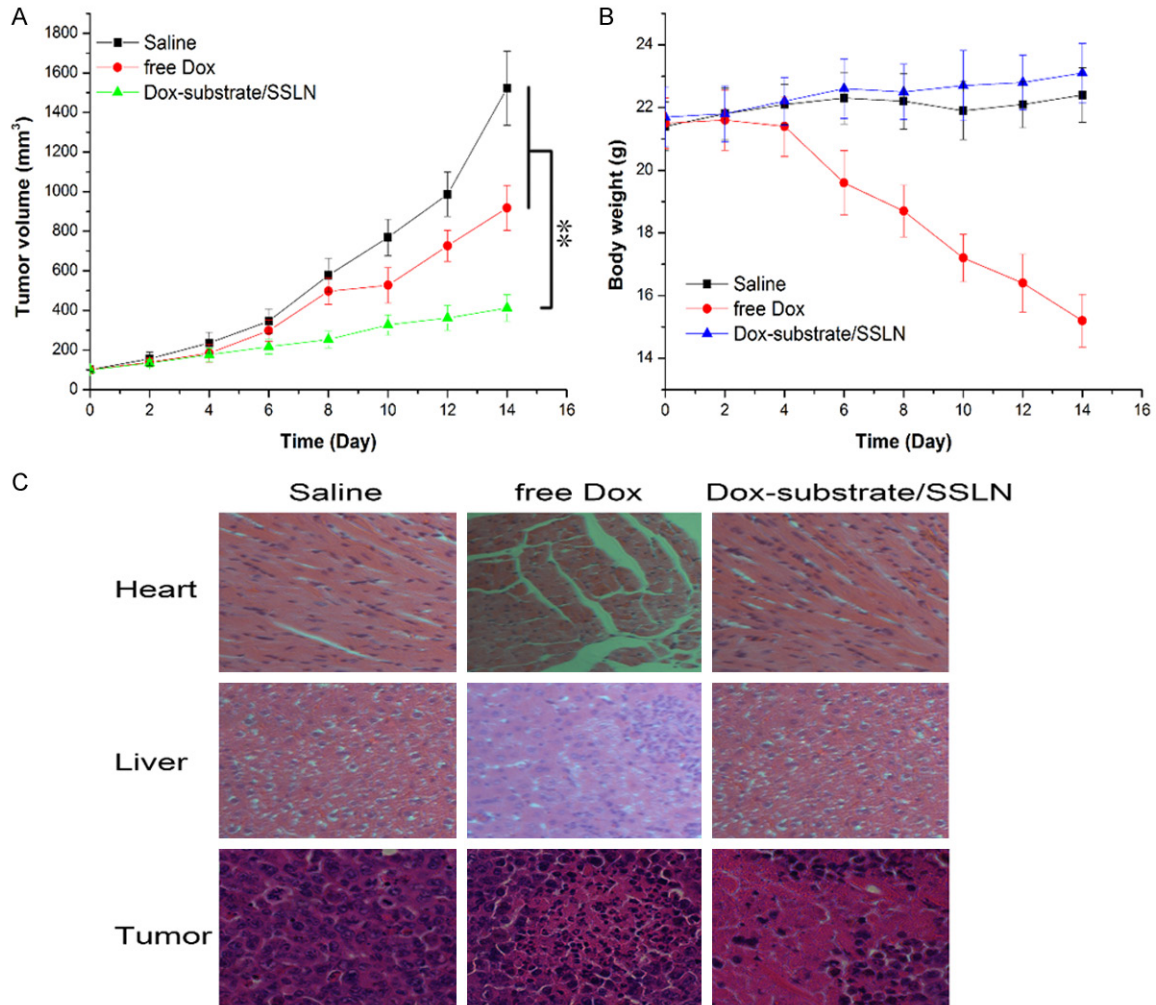 A
Saline
free Dox
Dox-substrate/SSLN
Tumor volume (mm³)
1800
1600
1400
1200
1000
800
600
400
200
0
0 2 4 6 8 10 12 14 16
Time (Day)
**
B
Body weight (g)
24
22
20
18
16
14
Saline
free Dox
Dox-substrate/SSLN
0 2 4 6 8 10 12 14 16
Time (Day)
C
Saline free Dox Dox-substrate/SSLN
Heart
Liver
Tumor